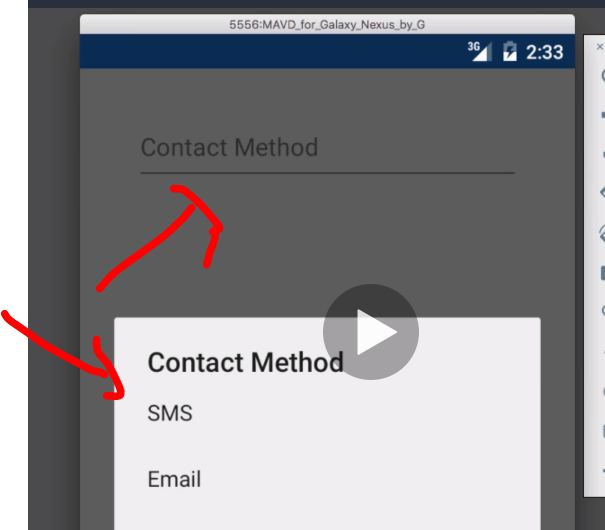 5556:MAVD_for_Galaxy_Nexus_by_G
3G 2:33
Contact Method
Contact Method
SMS
Email